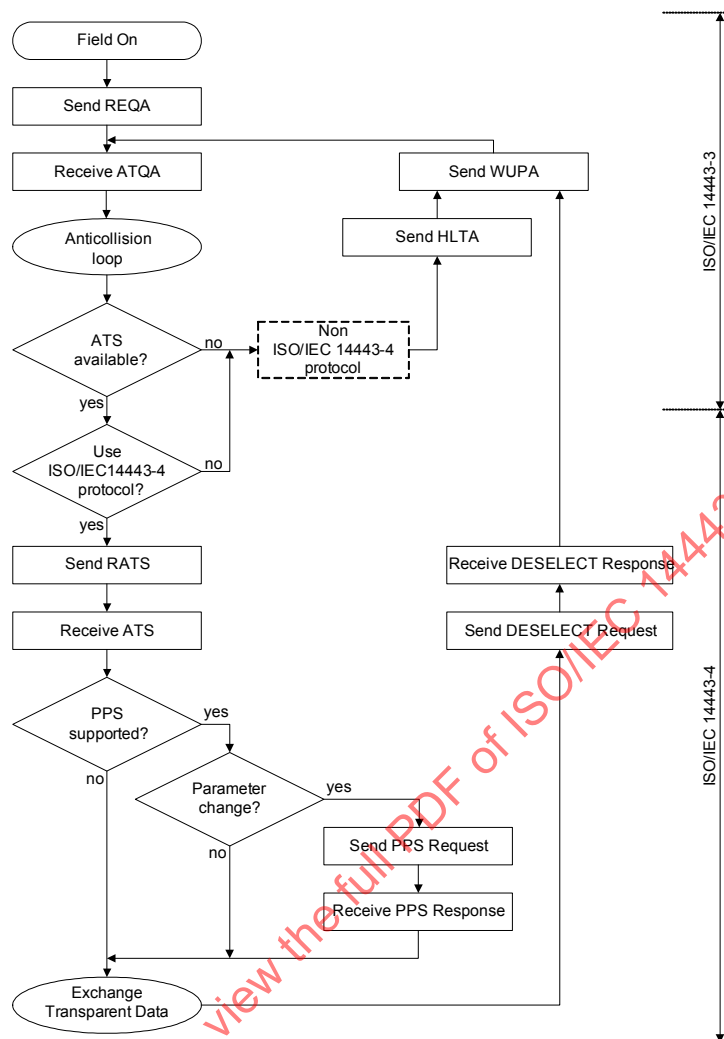 Field On
Send REQA
Receive ATQA
Send WUPA
Anticollision
loop
Send HLTA
ATS
available?
no
Non
ISO/IEC 14443-4
protocol
yes
Use
ISO/IEC14443-4
protocol?
no
yes
Send RATS
Receive DESELECT Response
Receive ATS
Send DESELECT Request
PPS
supported?
yes
no
Parameter
change?
yes
no
Send PPS Request
Receive PPS Response
Exchange
Transparent Data
ISO/IEC 14443-3
ISO/IEC 14443-4
view the full PDF of ISO/IEC 14443